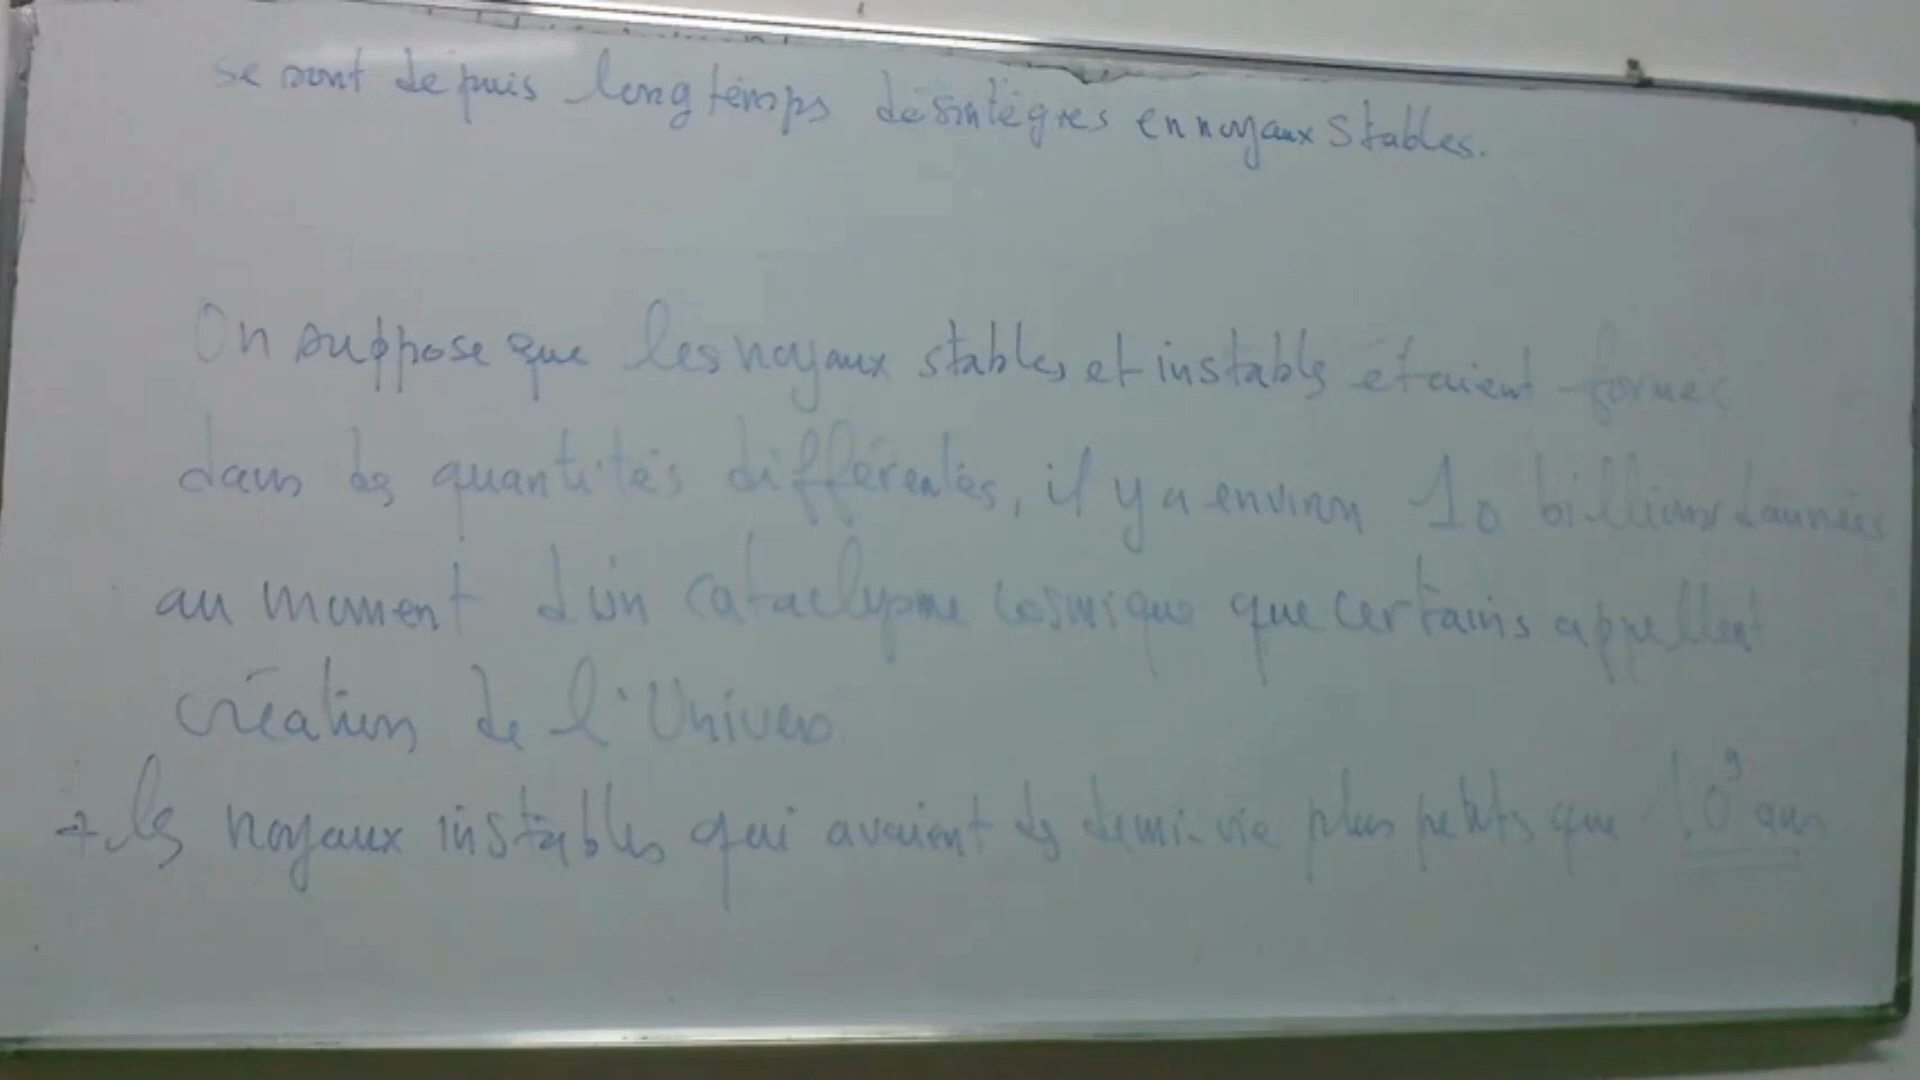 se sont depuis longtemps désintégrés en noyaux stables.
On suppose que les noyaux stables et instables étaient formés
dans des quantités différentes, il y a environ 10 billions d'années
au moment d'un cataclysme cosmique que certains appellent
création de l'Univers
→ les noyaux instables qui avaient des demi-vie plus petits que 10⁹ ans